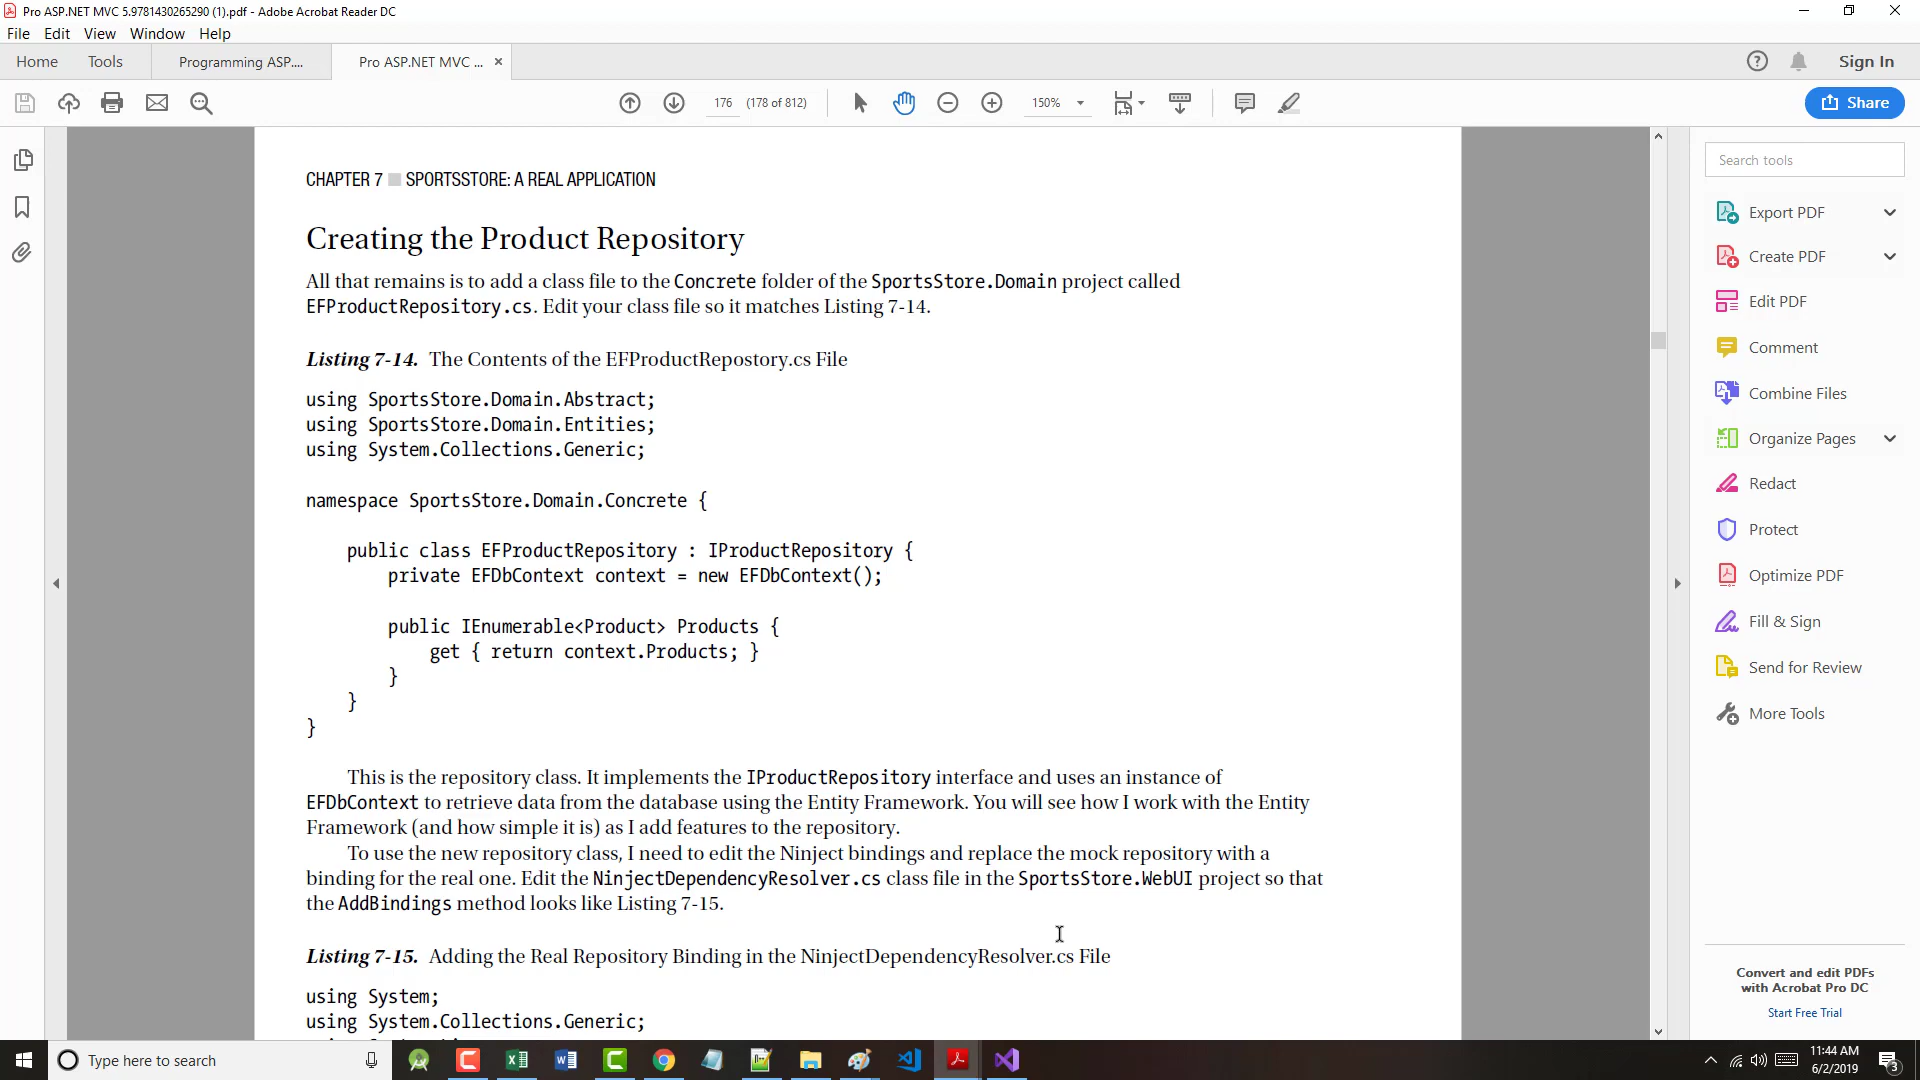 Pro ASP.NET MVC 5.9781430265290 (1).pdf - Adobe Acrobat Reader DC
File Edit View Window Help
Home Tools Programming ASP.... Pro ASP.NET MVC ... × Sign In
176 (178 of 812) 150% Share
CHAPTER 7 SPORTSSTORE: A REAL APPLICATION
Creating the Product Repository
All that remains is to add a class file to the Concrete folder of the SportsStore.Domain project called
EFProductRepository.cs. Edit your class file so it matches Listing 7-14.
Listing 7-14. The Contents of the EFProductRepostory.cs File
using SportsStore.Domain.Abstract;
using SportsStore.Domain.Entities;
using System.Collections.Generic;
namespace SportsStore.Domain.Concrete {
public class EFProductRepository : IProductRepository {
private EFDbContext context = new EFDbContext();
public IEnumerable<Product> Products {
get { return context.Products; }
}
}
}
This is the repository class. It implements the IProductRepository interface and uses an instance of
EFDbContext to retrieve data from the database using the Entity Framework. You will see how I work with the Entity
Framework (and how simple it is) as I add features to the repository.
To use the new repository class, I need to edit the Ninject bindings and replace the mock repository with a
binding for the real one. Edit the NinjectDependencyResolver.cs class file in the SportsStore.WebUI project so that
the AddBindings method looks like Listing 7-15.
Listing 7-15. Adding the Real Repository Binding in the NinjectDependencyResolver.cs File
using System;
using System.Collections.Generic;
Search tools
Export PDF
Create PDF
Edit PDF
Comment
Combine Files
Organize Pages
Redact
Protect
Optimize PDF
Fill & Sign
Send for Review
More Tools
Convert and edit PDFs
with Acrobat Pro DC
Start Free Trial
Type here to search
11:44 AM
6/2/2019
3